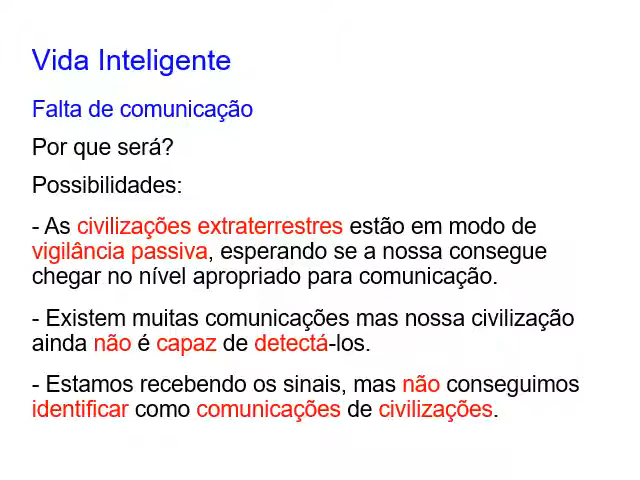 Vida Inteligente
Falta de comunicação
Por que será?
Possibilidades:
- As civilizações extraterrestres estão em modo de
vigilância passiva, esperando se a nossa consegue
chegar no nível apropriado para comunicação.
- Existem muitas comunicações mas nossa civilização
ainda não é capaz de detectá-los.
- Estamos recebendo os sinais, mas não conseguimos
identificar como comunicações de civilizações.